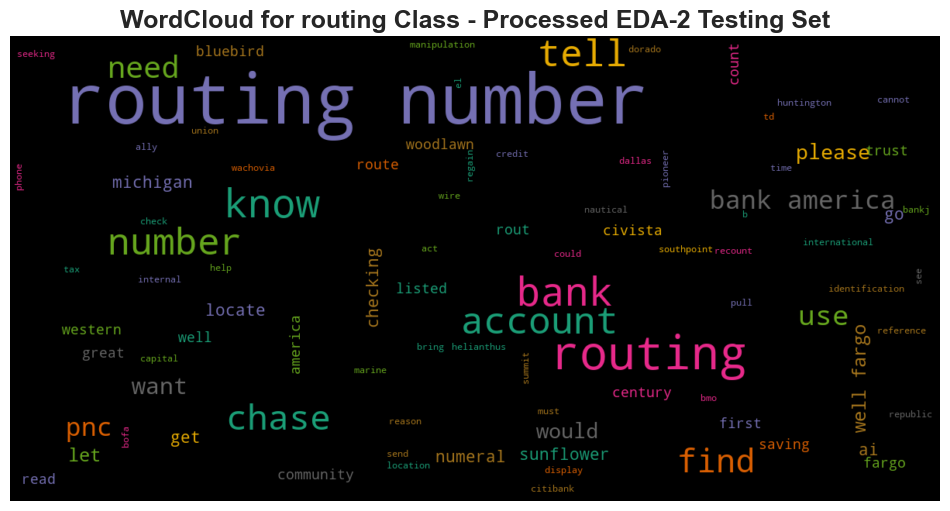 WordCloud for routing Class - Processed EDA-2 Testing Set
seeking
bluebird
manipulation
tell
dorado
count
need
routing number
el
huntington
cannot
td
union
ally
woodlawn
credit
please
trust
phone
wachovia
route
regain
dallas
pioneer
time
michigan
know
wire
nautical
bank america
go
bankj
b
check
number
rout
civista
act
could
southpoint
recount
international
see
tax
internal
help
checking
listed
bank
pull
identification
locate
account
use
western
well
america
routing
reference
great
capital
bring
helianthus
summit
marine
want
century
bmo
well fargo
republic
chase
pnc
bofa
get
reason
must
would
first
saving
let
send
location
numeral
sunflower
display
find
ai
fargo
read
community
citibank